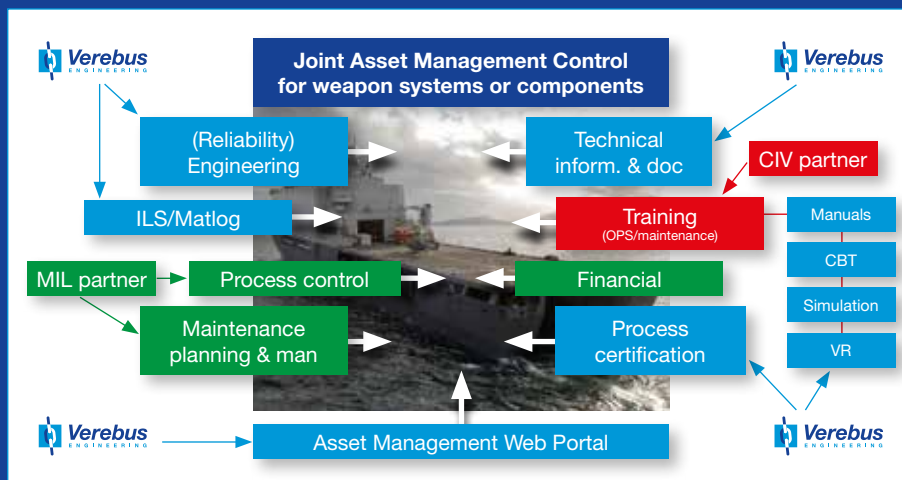 Verebus
ENGINEERING
Joint Asset Management Control
for weapon systems or components
Verebus
ENGINEERING
(Reliability)
Engineering
Technical
inform. & doc
CIV partner
ILS/Matlog
Training
(OPS/maintenance)
Manuals
CBT
Simulation
VR
MIL partner
Process control
Financial
Maintenance
planning & man
Process
certification
Verebus
ENGINEERING
Asset Management Web Portal
Verebus
ENGINEERING